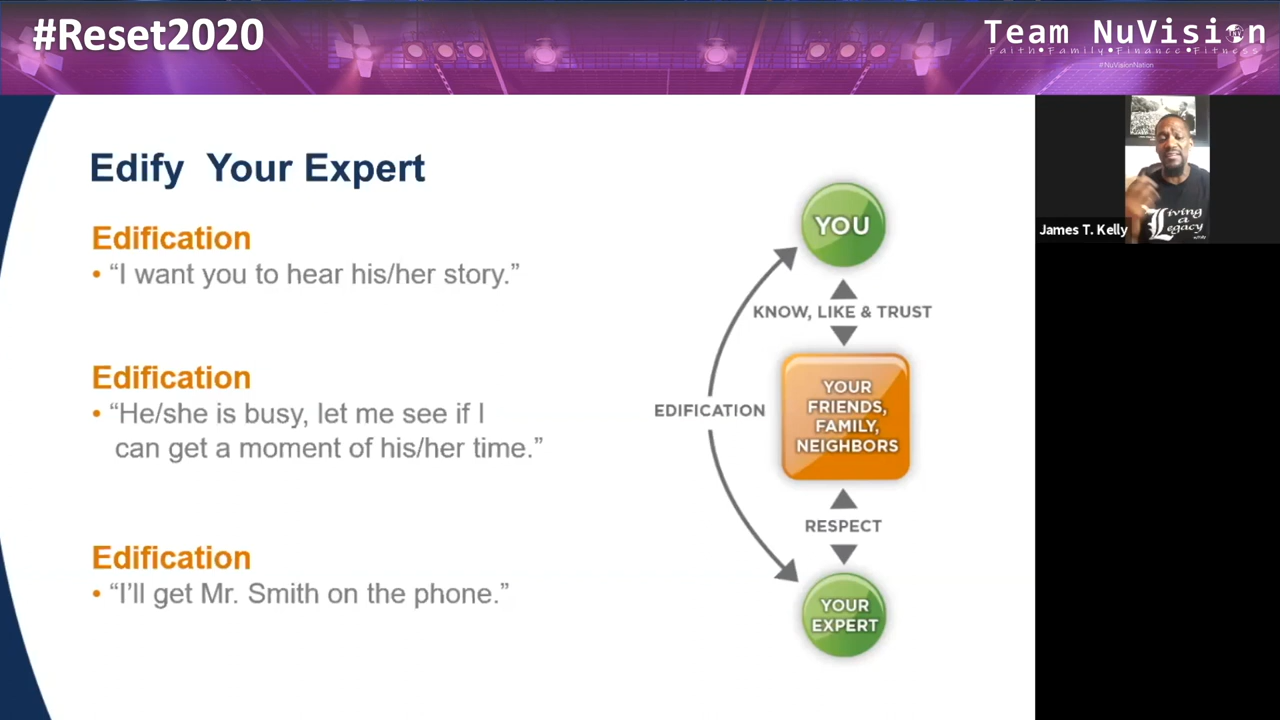 #Reset2020
Team NuVision
Faith•Family•Finance•Fitness
#NuVisionNation
Edify  Your Expert
Edification
• “I want you to hear his/her story.”
Edification
• “He/she is busy, let me see if I
can get a moment of his/her time.”
Edification
• “I’ll get Mr. Smith on the phone.”
YOU
KNOW, LIKE & TRUST
YOUR
FRIENDS,
FAMILY,
NEIGHBORS
EDIFICATION
RESPECT
YOUR
EXPERT
James T. Kelly
Living
a
Legacy